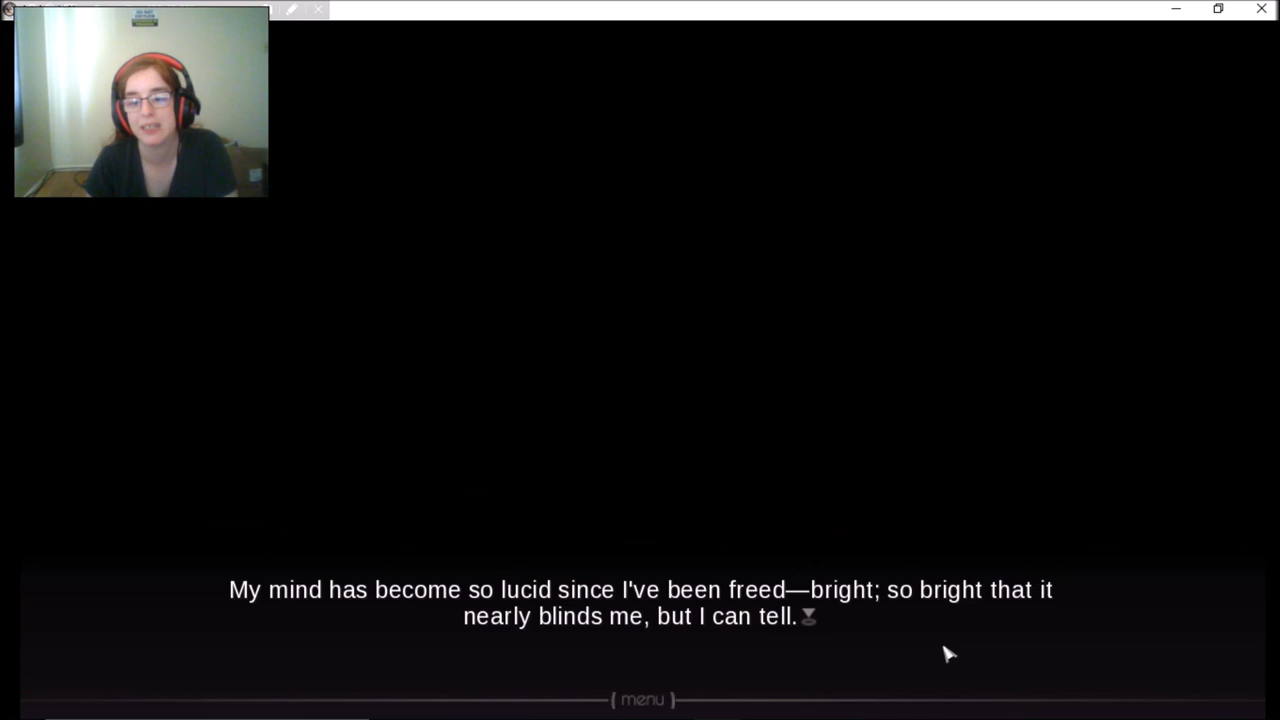 My mind has become so lucid since I've been freed—bright; so bright that it
nearly blinds me, but I can tell.
menu